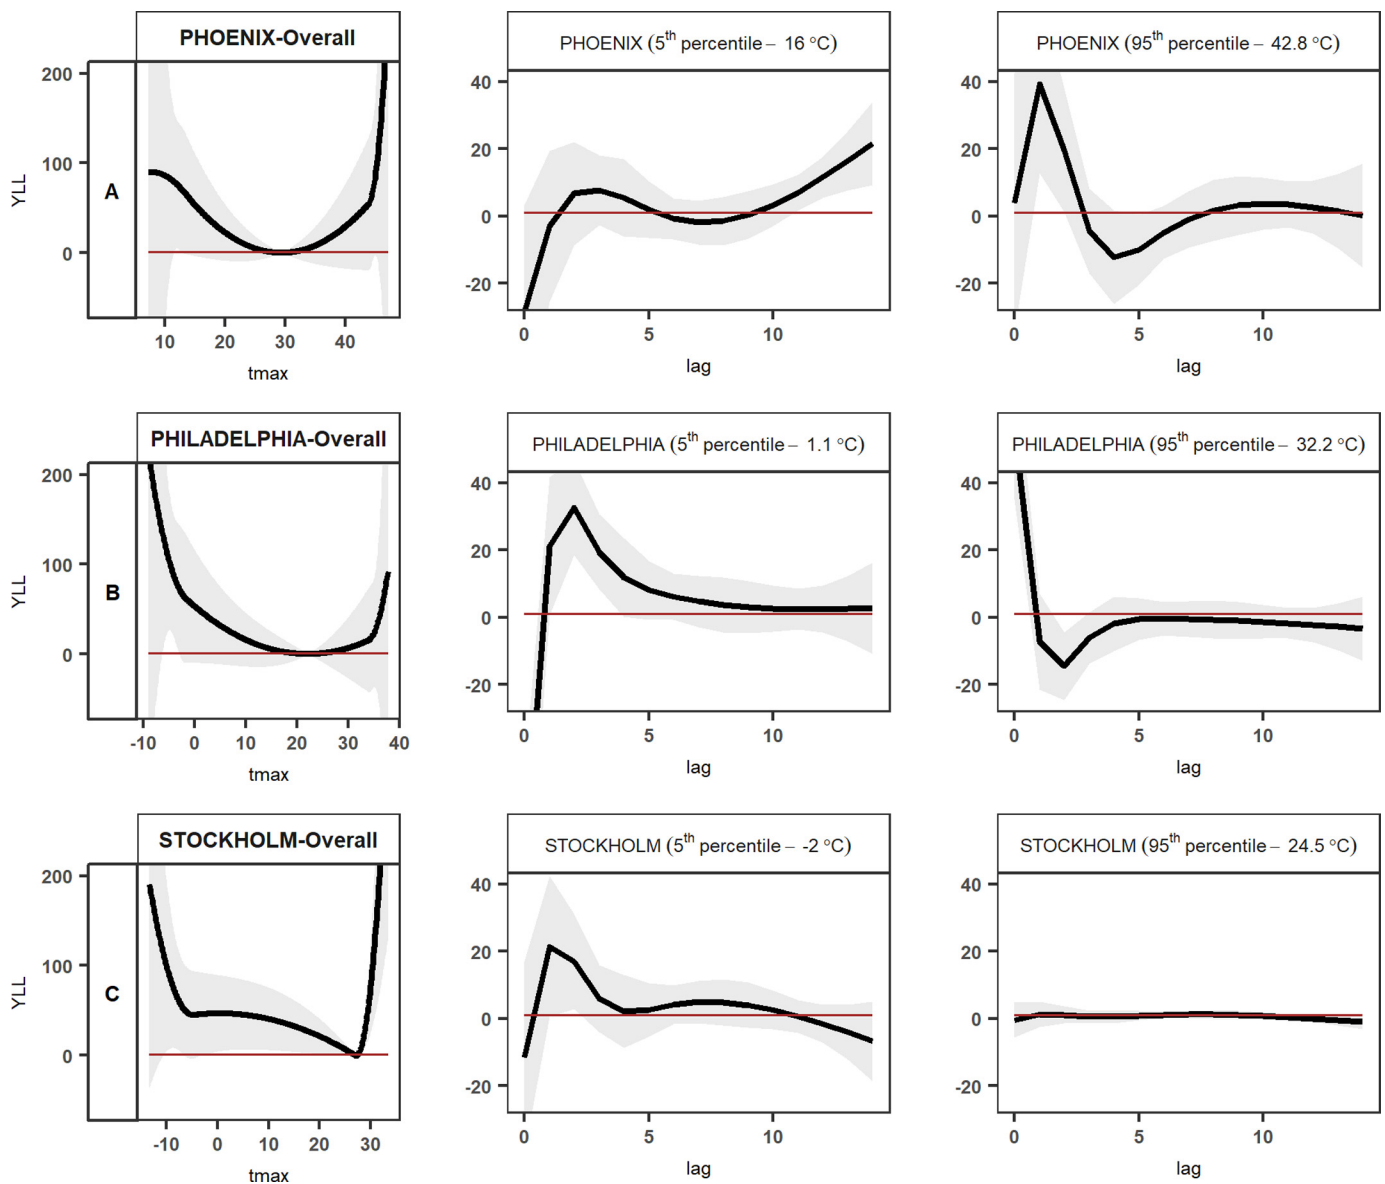 PHOENIX-Overall
PHOENIX (5th percentile – 16 °C)
PHOENIX (95th percentile – 42.8 °C)
200
100
0
YLL
A
10 20 30 40
tmax
40
20
0
-20
0 5 10
lag
40
20
0
-20
0 5 10
lag
PHILADELPHIA-Overall
PHILADELPHIA (5th percentile – 1.1 °C)
PHILADELPHIA (95th percentile – 32.2 °C)
200
100
0
YLL
B
-10 0 10 20 30 40
tmax
40
20
0
-20
0 5 10
lag
40
20
0
-20
0 5 10
lag
STOCKHOLM-Overall
STOCKHOLM (5th percentile – -2 °C)
STOCKHOLM (95th percentile – 24.5 °C)
200
100
0
YLL
C
-10 0 10 20 30
tmax
40
20
0
-20
0 5 10
lag
40
20
0
-20
0 5 10
lag